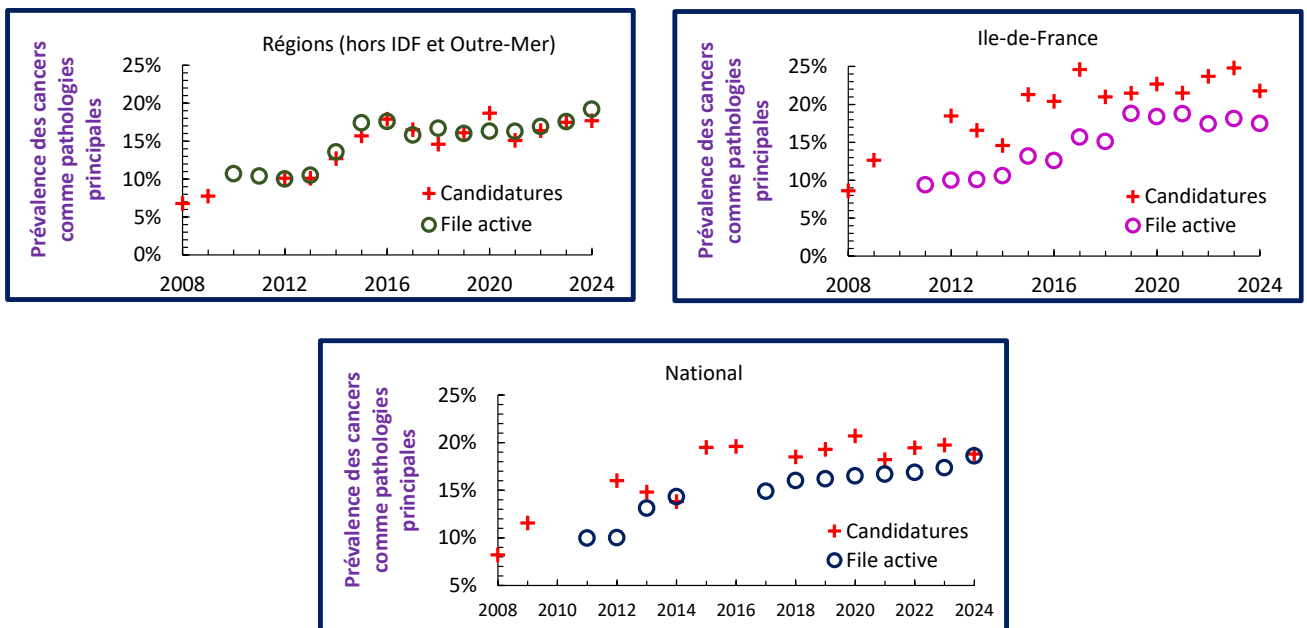 Régions (hors IDF et Outre-Mer)
Prévalence des cancers
comme pathologies
principales
25%
20%
15%
10%
5%
0%
Candidatures
File active
2008 2012 2016 2020 2024
Ile-de-France
Prévalence des cancers
comme pathologies
principales
25%
20%
15%
10%
5%
0%
Candidatures
File active
2008 2012 2016 2020 2024
National
Prévalence des cancers
comme pathologies
principales
25%
20%
15%
10%
5%
Candidatures
File active
2008 2010 2012 2014 2016 2018 2020 2022 2024